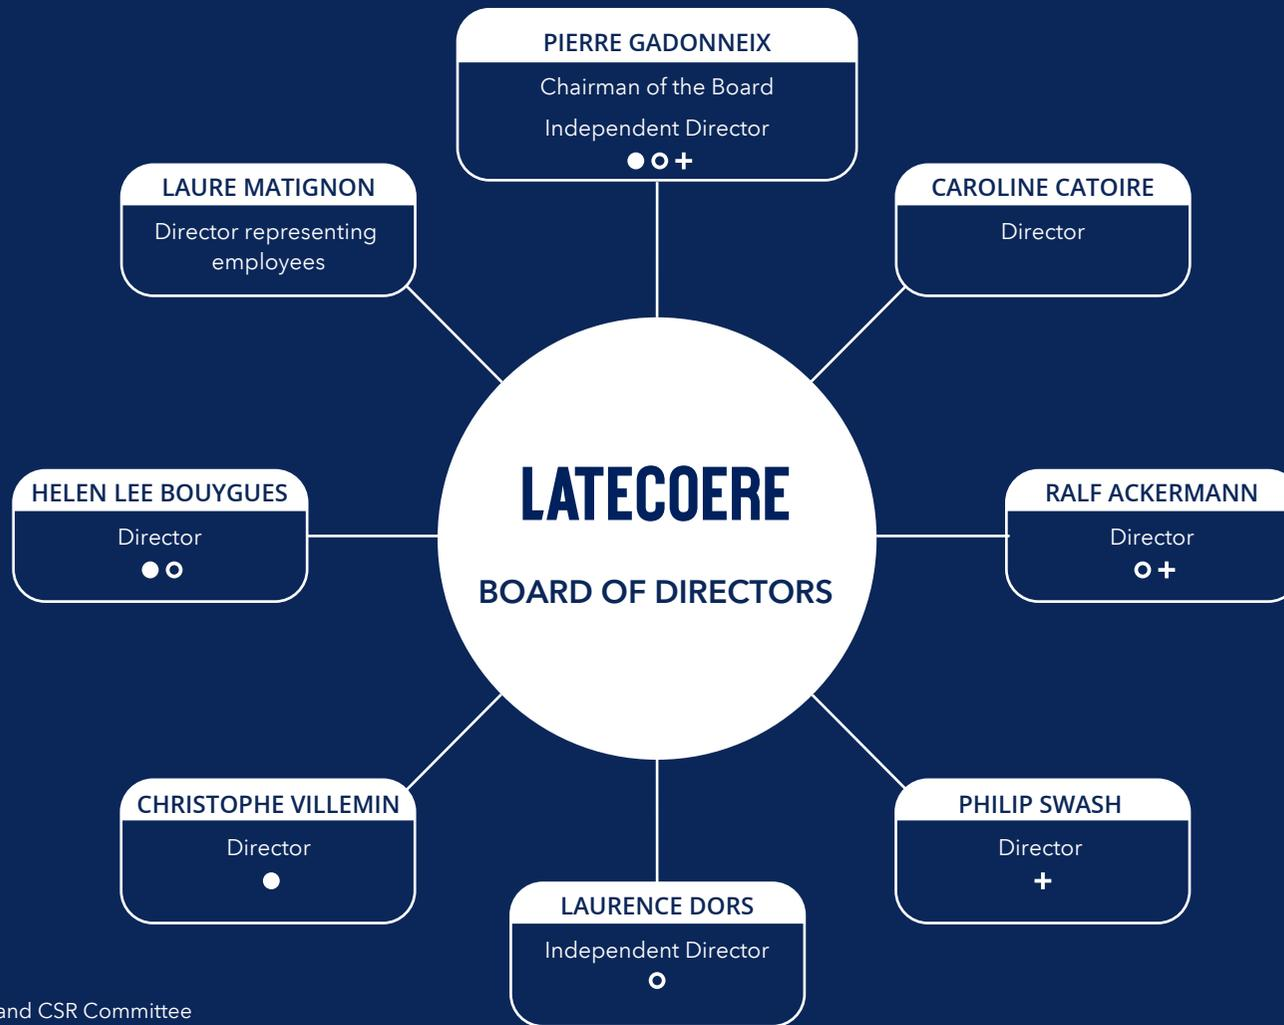 PIERRE GADONNEIX
Chairman of the Board
Independent Director
LAURE MATIGNON
Director representing
employees
CAROLINE CATOIRE
Director
HELEN LEE BOUYGUES
Director
LATECOERE
BOARD OF DIRECTORS
RALF ACKERMANN
Director
CHRISTOPHE VILLEMIN
Director
PHILIP SWASH
Director
LAURENCE DORS
Independent Director
and CSR Committee